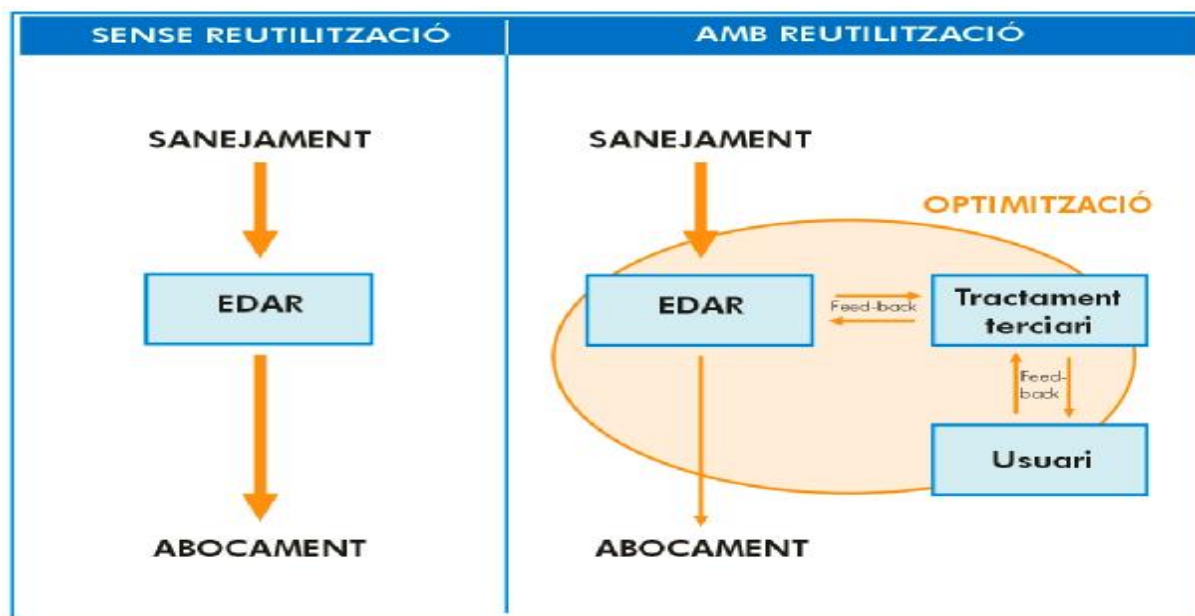 SENSE REUTILITZACIÓ
SANEJAMENT
EDAR
ABOCAMENT
AMB REUTILITZACIÓ
SANEJAMENT
OPTIMITZACIÓ
EDAR
Feed-back
Tractament
terciari
Feed-
back
Usuari
ABOCAMENT